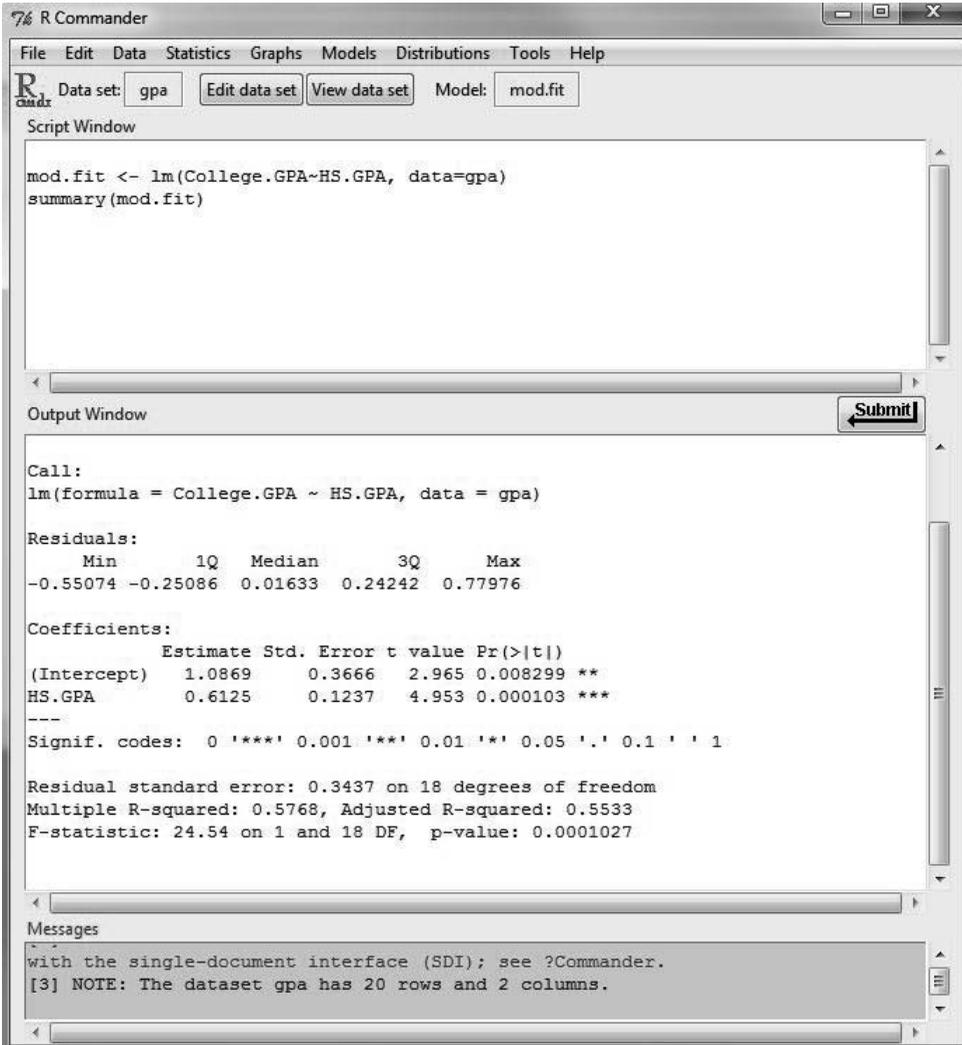 R Commander
File Edit Data Statistics Graphs Models Distributions Tools Help
R cmdr Data set: gpa Edit data set View data set Model: mod.fit
Script Window
mod.fit <- lm(College.GPA~HS.GPA, data=gpa)
summary(mod.fit)
Output Window
Submit
Call:
lm(formula = College.GPA ~ HS.GPA, data = gpa)
Residuals:
Min 1Q Median 3Q Max
-0.55074 -0.25086 0.01633 0.24242 0.77976
Coefficients:
Estimate Std. Error t value Pr(>|t|)
(Intercept) 1.0869 0.3666 2.965 0.008299 **
HS.GPA 0.6125 0.1237 4.953 0.000103 ***
---
Signif. codes: 0 '***' 0.001 '**' 0.01 '*' 0.05 '.' 0.1 ' ' 1
Residual standard error: 0.3437 on 18 degrees of freedom
Multiple R-squared: 0.5768, Adjusted R-squared: 0.5533
F-statistic: 24.54 on 1 and 18 DF, p-value: 0.0001027
Messages
with the single-document interface (SDI); see ?Commander.
[3] NOTE: The dataset gpa has 20 rows and 2 columns.